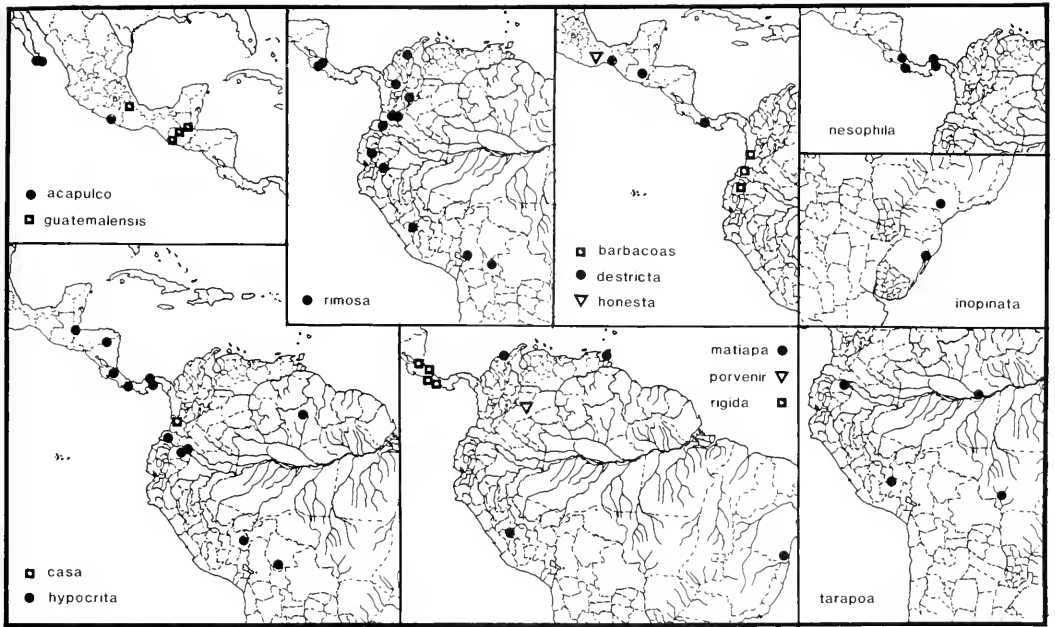 acapulco
guatemalensis
rimosa
barbacoas
destricta
honesta
nesophila
inopinata
casa
hypocrita
matiapa
porvenir
rigida
tarapoa